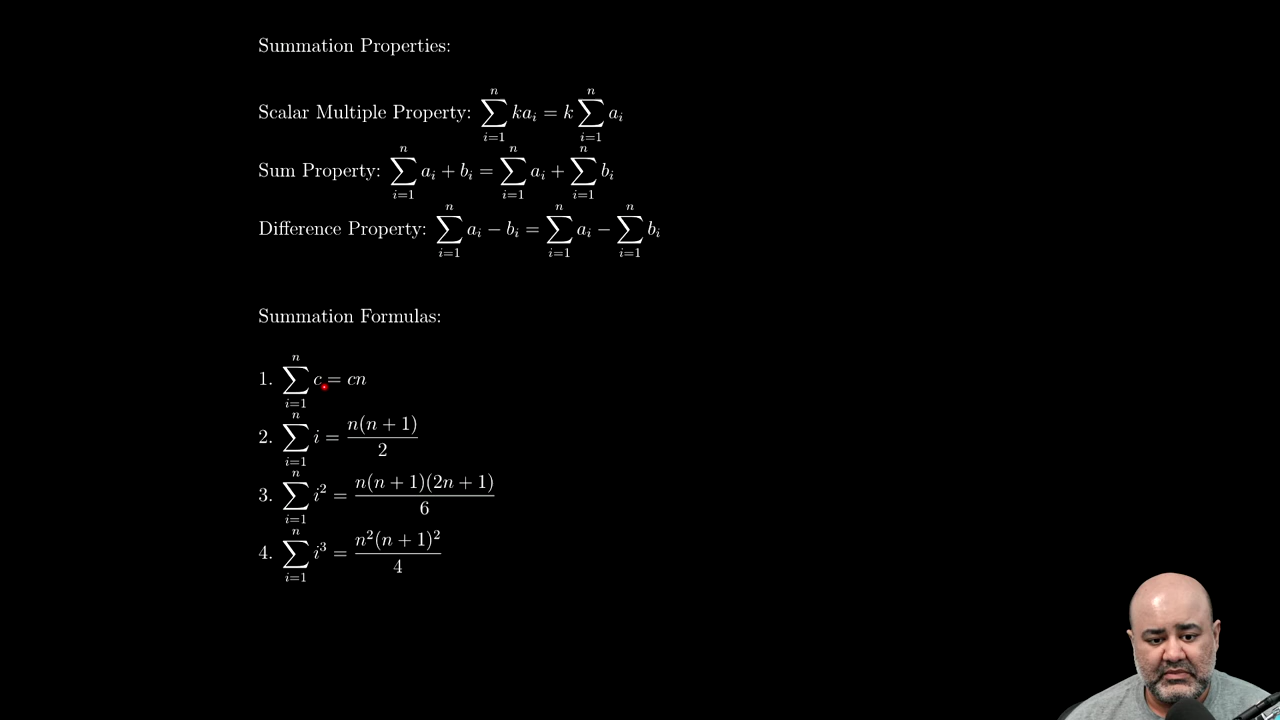 Summation Properties:
Scalar Multiple Property: $\sum_{i=1}^{n} ka_i = k\sum_{i=1}^{n} a_i$
Sum Property: $\sum_{i=1}^{n} a_i + b_i = \sum_{i=1}^{n} a_i + \sum_{i=1}^{n} b_i$
Difference Property: $\sum_{i=1}^{n} a_i - b_i = \sum_{i=1}^{n} a_i - \sum_{i=1}^{n} b_i$
Summation Formulas:
1. $\sum_{i=1}^{n} c = cn$
2. $\sum_{i=1}^{n} i = \frac{n(n+1)}{2}$
3. $\sum_{i=1}^{n} i^2 = \frac{n(n+1)(2n+1)}{6}$
4. $\sum_{i=1}^{n} i^3 = \frac{n^2(n+1)^2}{4}$